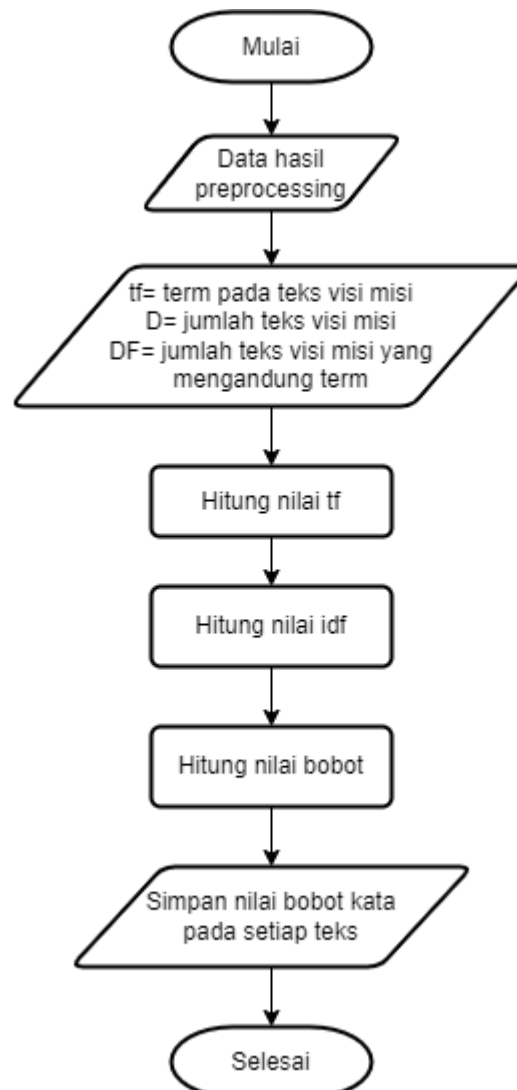 Mulai
Data hasil
preprocessing
tf= term pada teks visi misi
D= jumlah teks visi misi
DF= jumlah teks visi misi yang
mengandung term
Hitung nilai tf
Hitung nilai idf
Hitung nilai bobot
Simpan nilai bobot kata
pada setiap teks
Selesai